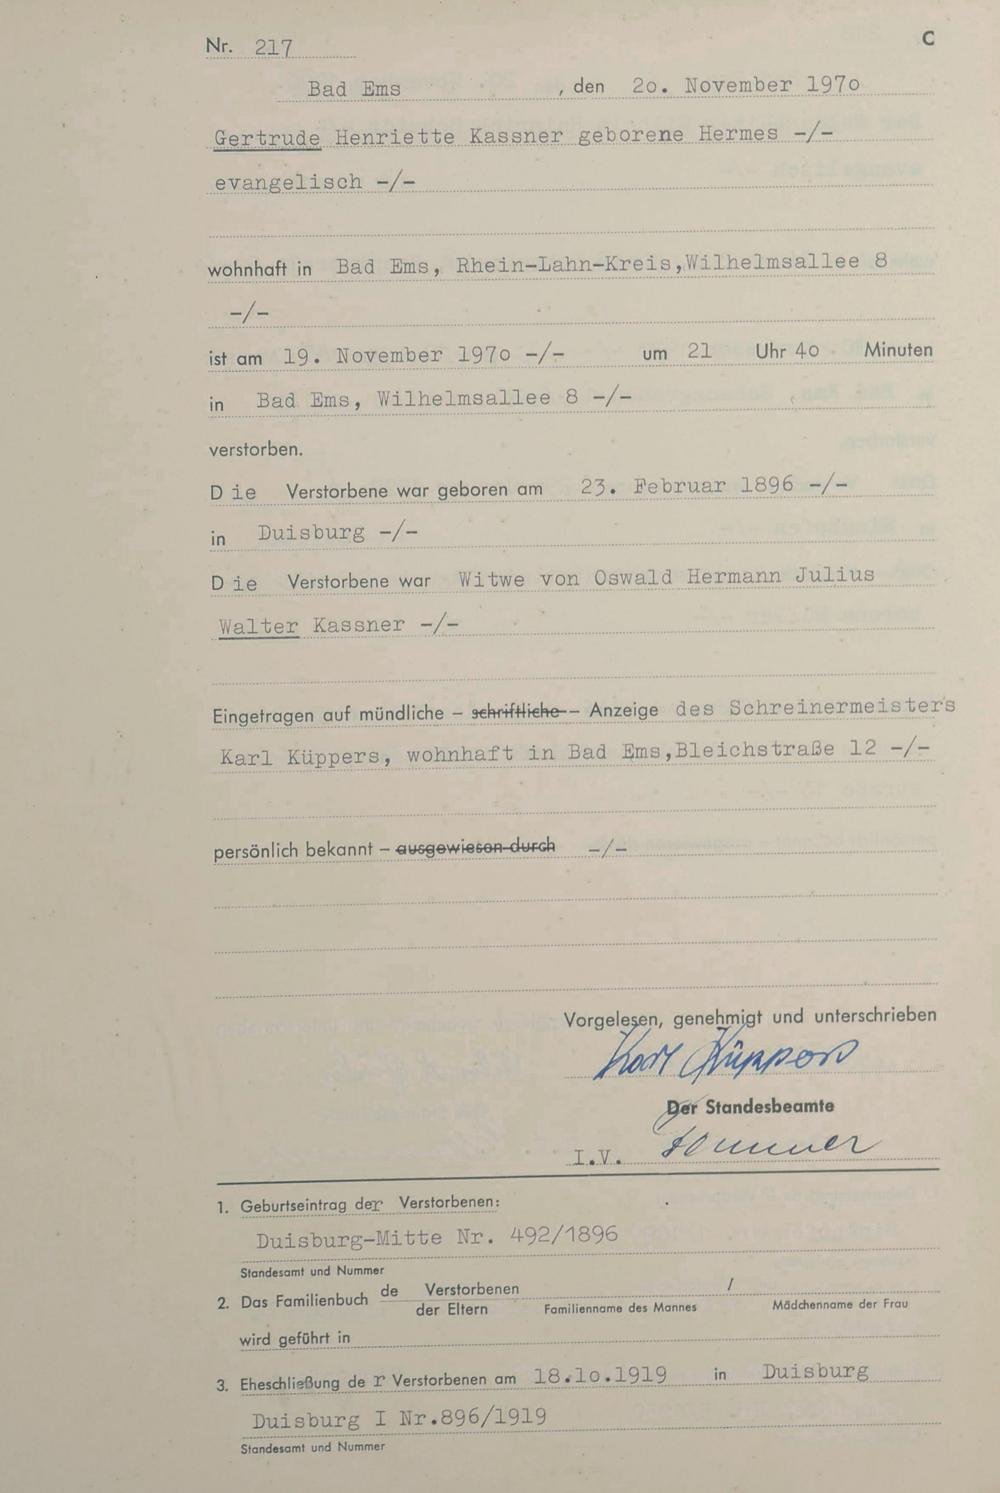 Nr. 217
C
Bad Ems , den 20. November 1970
Gertrude Henriette Kassner geborene Hermes -/-
evangelisch -/-
wohnhaft in Bad Ems, Rhein-Lahn-Kreis,Wilhelmsallee 8
-/-
ist am 19. November 1970 -/- um 21 Uhr 40 Minuten
in Bad Ems, Wilhelmsallee 8 -/-
verstorben.
Die Verstorbene war geboren am 23. Februar 1896 -/-
in Duisburg -/-
Die Verstorbene war Witwe von Oswald Hermann Julius
Walter Kassner -/-
Eingetragen auf mündliche - schriftliche - Anzeige des Schreinermeisters
Karl Küppers, wohnhaft in Bad Ems,Bleichstraße 12 -/-
persönlich bekannt - ausgewiesen durch -/-
Vorgelesen, genehmigt und unterschrieben
Karl Küppers
Der Standesbeamte
I.V.
1. Geburtseintrag der Verstorbenen:
Duisburg-Mitte Nr. 492/1896
Standesamt und Nummer
2. Das Familienbuch de Verstorbenen /
der Eltern Familienname des Mannes Mädchenname der Frau
wird geführt in
3. Eheschließung der Verstorbenen am 18.10.1919 in Duisburg
Duisburg I Nr.896/1919
Standesamt und Nummer